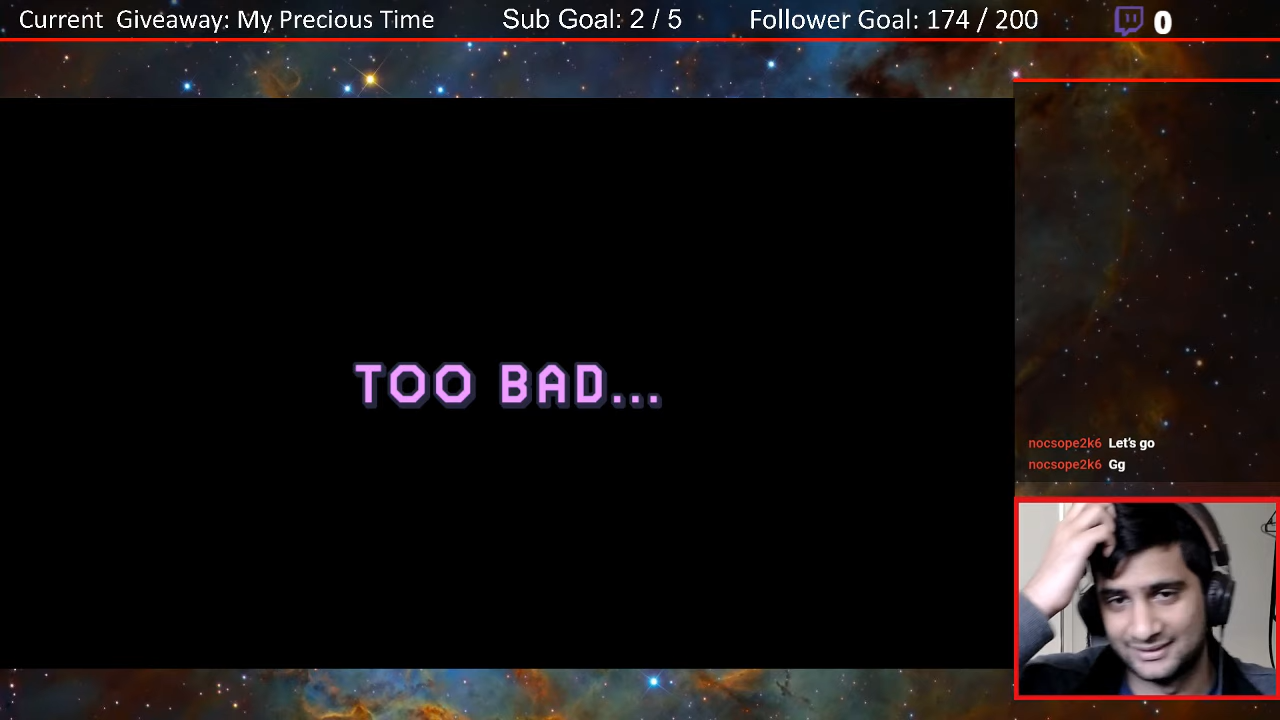 Current  Giveaway: My Precious Time
Sub Goal: 2 / 5
Follower Goal: 174 / 200
0
TOO BAD...
nocsope2k6 Let's go
nocsope2k6 Gg